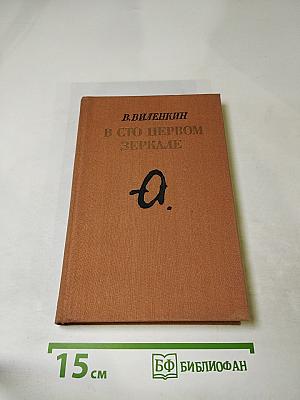 В. ВИЛЕНКИН
В СТО ПЕРВОМ
ЗЕРКАЛЕ
а.
15 см
БФ БИБЛИОФАН